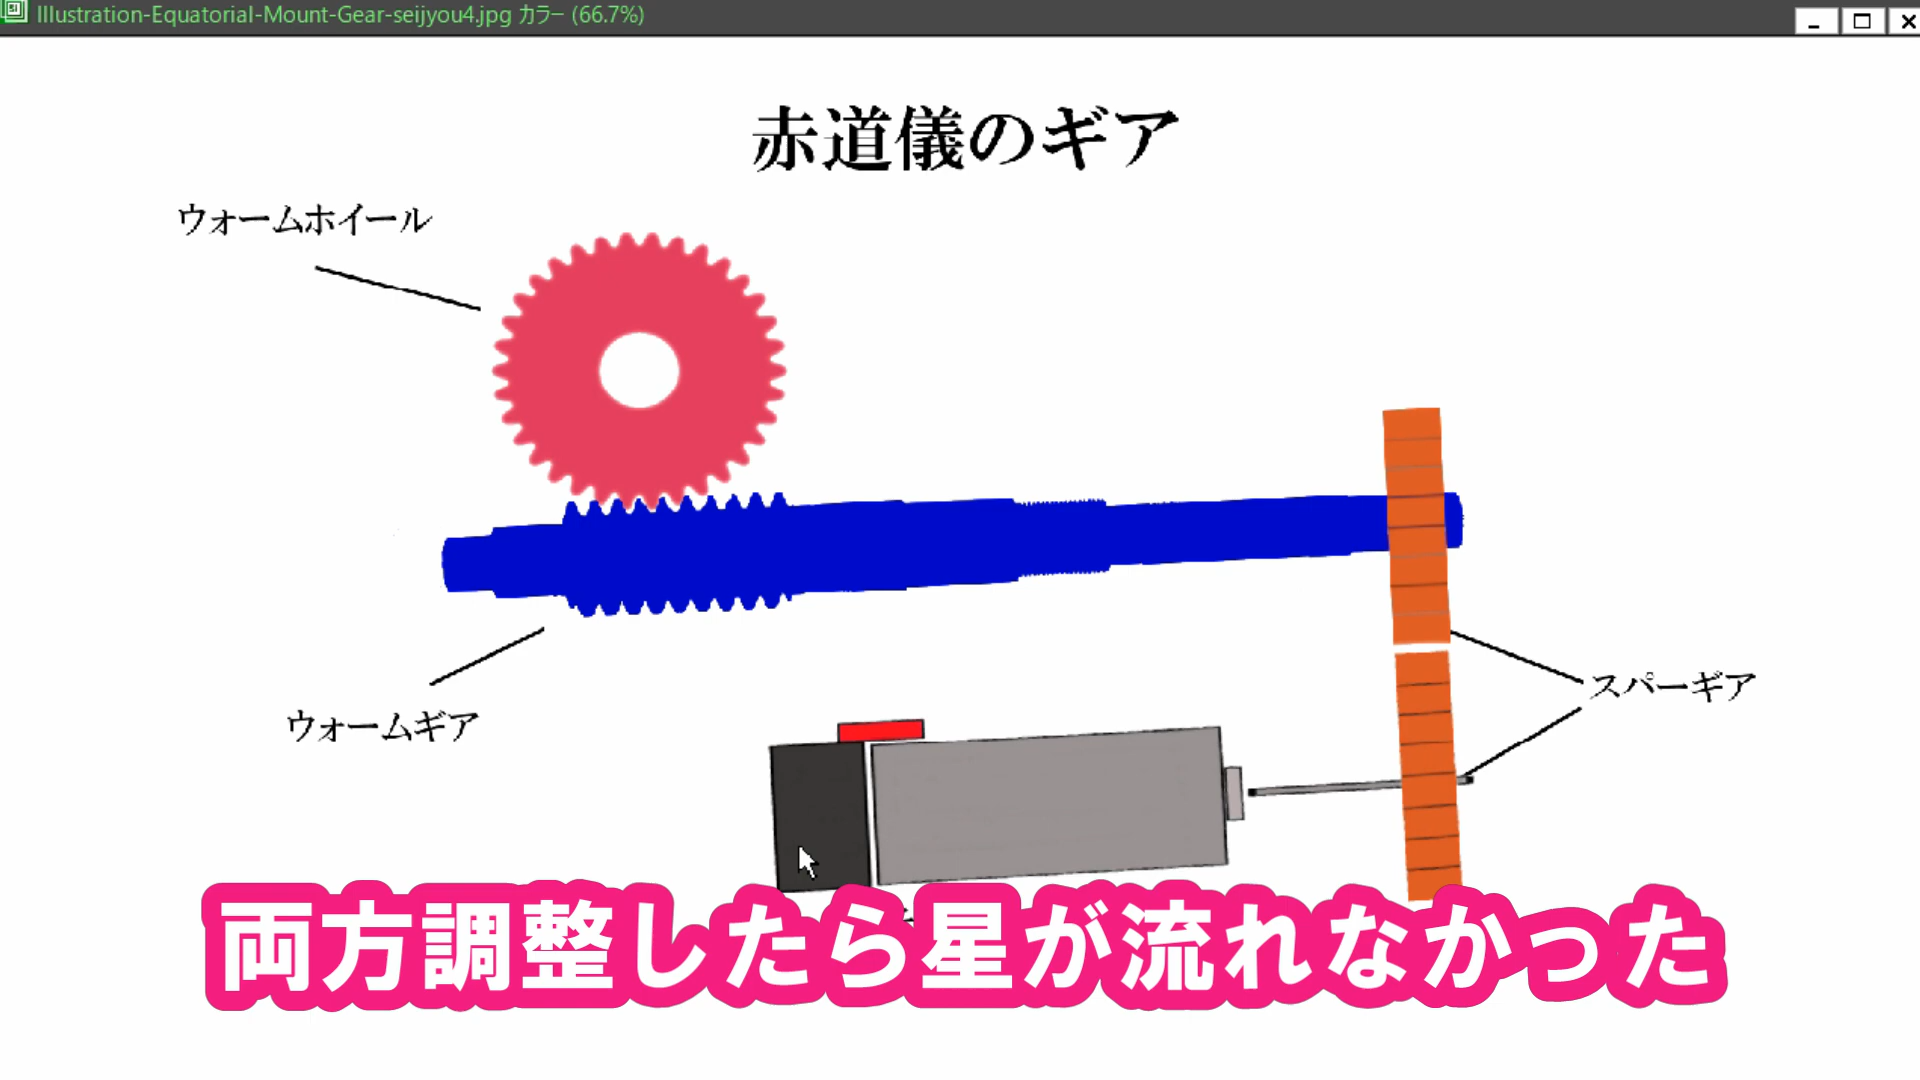 Illustration-Equatorial-Mount-Gear-seijyou4.jpg カラー (66.7%)
赤道儀のギア
ウォームホイール
ウォームギア
スパーギア
両方調整したら星が流れなかった